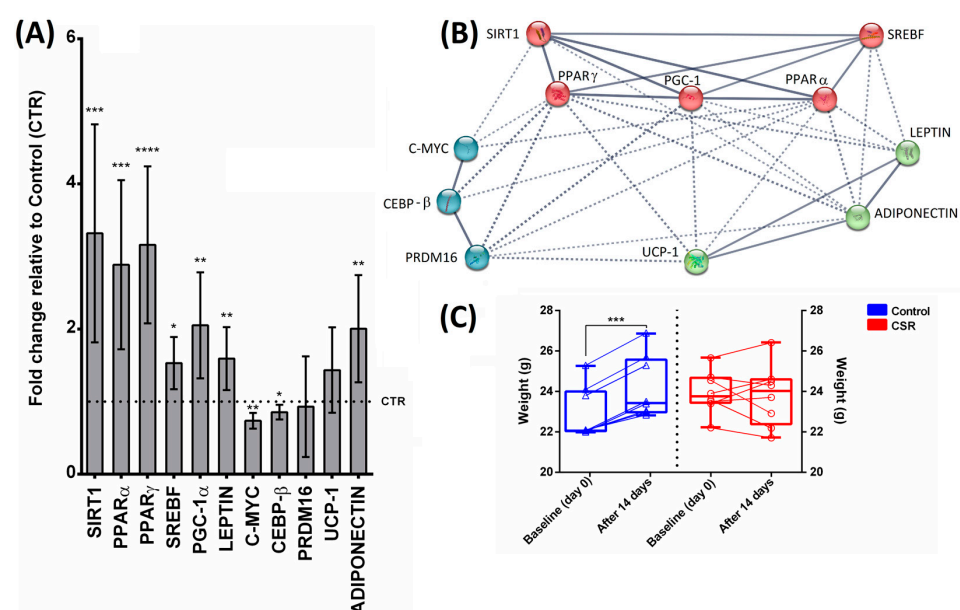 (A)
Fold change relative to Control (CTR)
6
4
2
0
***
***
****
*
**
**
**
*
**
CTR
SIRT1
PPARα
PPARγ
SREBF
PGC-1α
LEPTIN
C-MYC
CEBP-β
PRDM16
UCP-1
ADIPONECTIN
(B)
SIRT1
SREBF
PPARγ
PGC-1
PPARα
C-MYC
LEPTIN
CEBP-β
ADIPONECTIN
PRDM16
UCP-1
(C)
Weight (g)
28
26
24
22
20
***
28
26
24
22
20
Weight (g)
Control
CSR
Baseline (day 0)
After 14 days
Baseline (day 0)
After 14 days